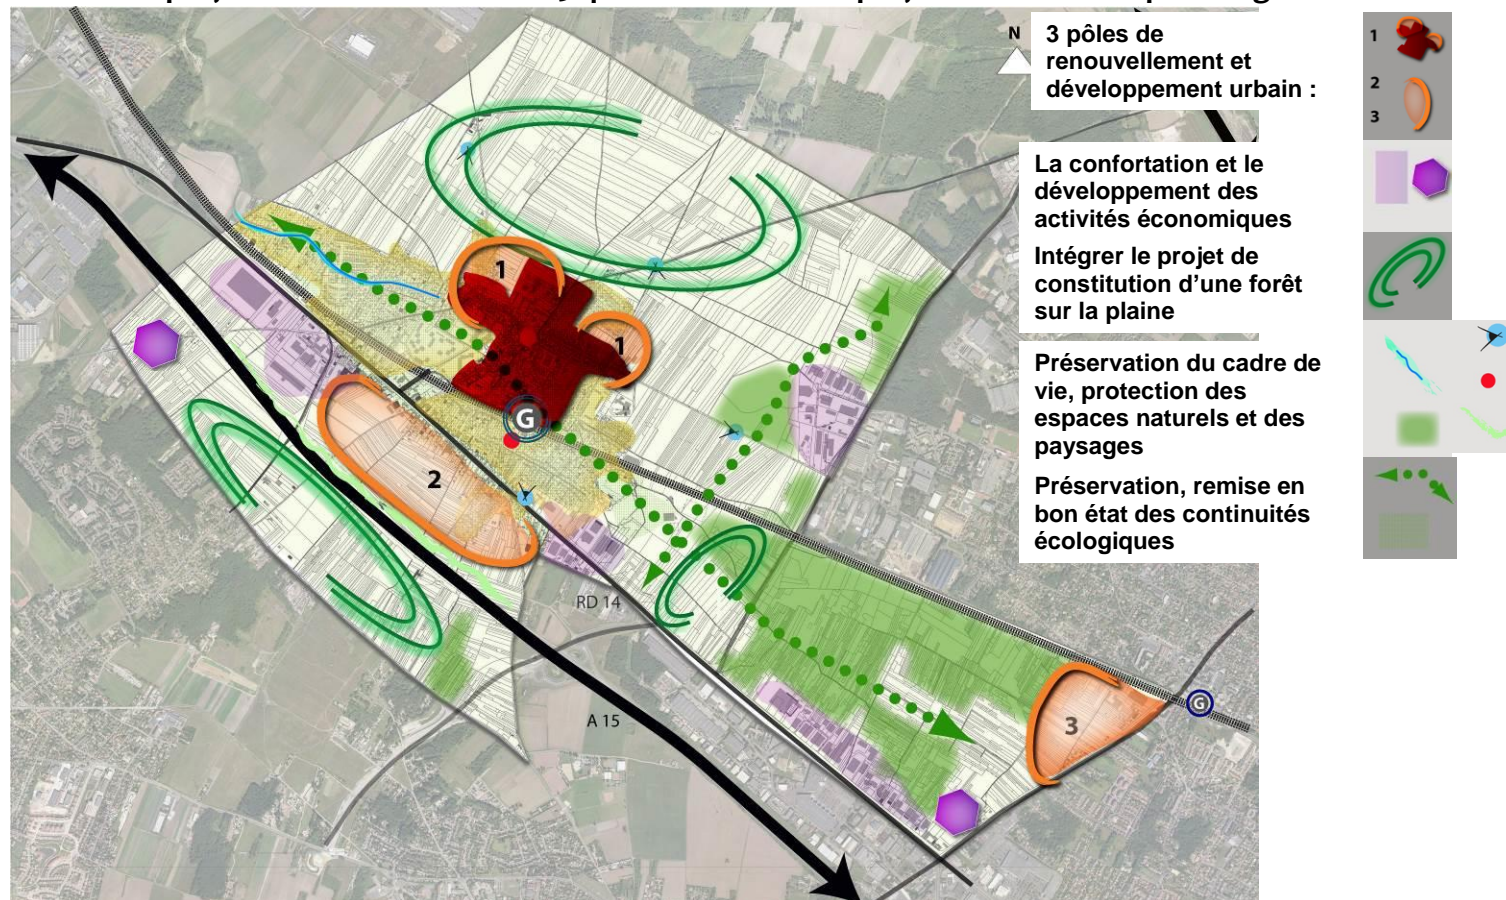 N
3 pôles de
renouvellement et
développement urbain :
1
2
3
La confortation et le
développement des
activités économiques
Intégrer le projet de
constitution d'une forêt
sur la plaine
Préservation du cadre de
vie, protection des
espaces naturels et des
paysages
Préservation, remise en
bon état des continuités
écologiques
1
1
G
2
RD 14
A 15
3
G